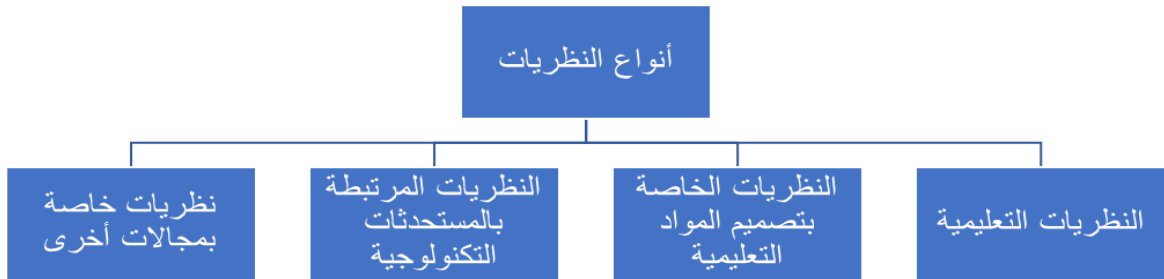 أنواع النظريات
النظريات التعليمية
النظريات الخاصة
بتصميم المواد
التعليمية
النظريات المرتبطة
بالمستحدثات
التكنولوجية
نظريات خاصة
بمجالات أخرى